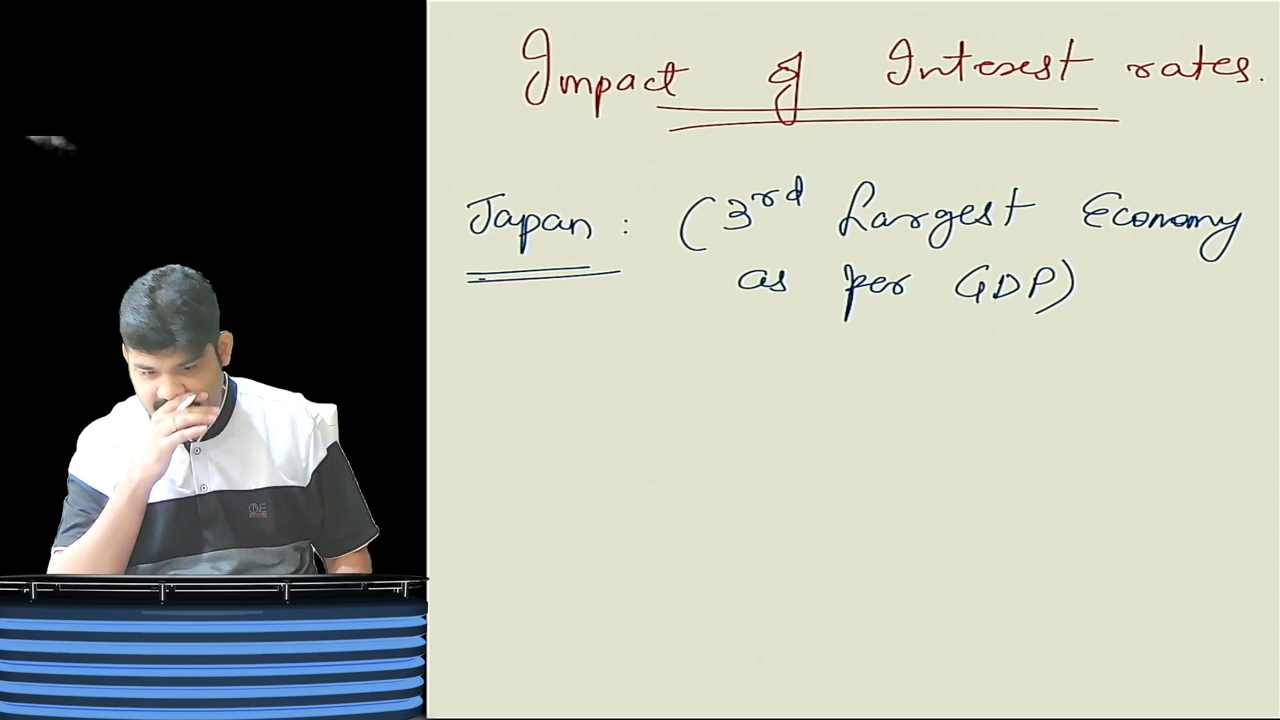 Impact of Interest rates.
Japan : (3rd Largest Economy
as per GDP)